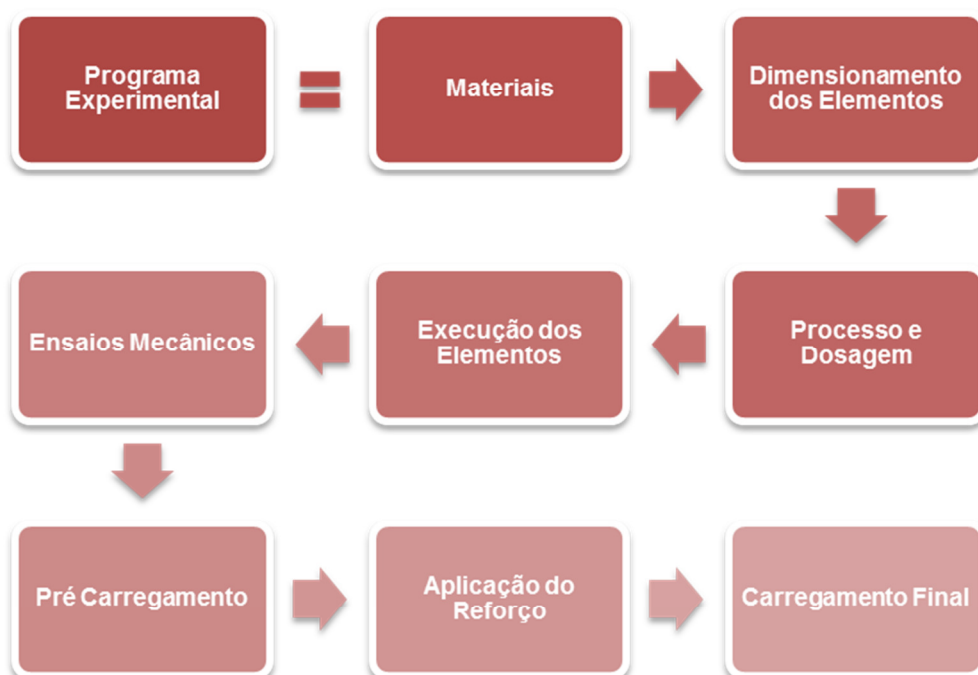 Programa
Experimental
Materiais
Dimensionamento
dos Elementos
Processo e
Dosagem
Execução dos
Elementos
Ensaios Mecânicos
Pré Carregamento
Aplicação do
Reforço
Carregamento Final